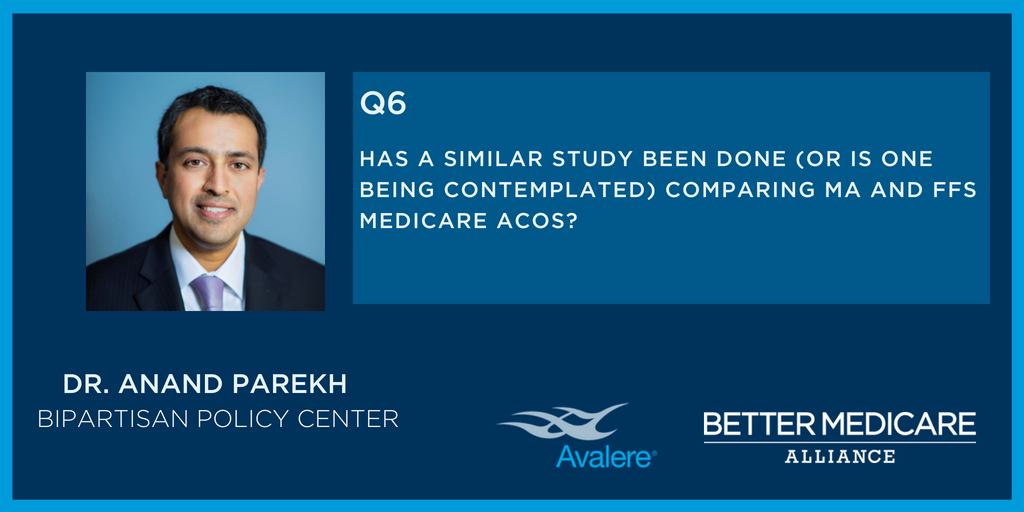 Q6
HAS A SIMILAR STUDY BEEN DONE (OR IS ONE
BEING CONTEMPLATED) COMPARING MA AND FFS
MEDICARE ACOS?
DR. ANAND PAREKH
BIPARTISAN POLICY CENTER
Avalere®
BETTER MEDICARE
ALLIANCE